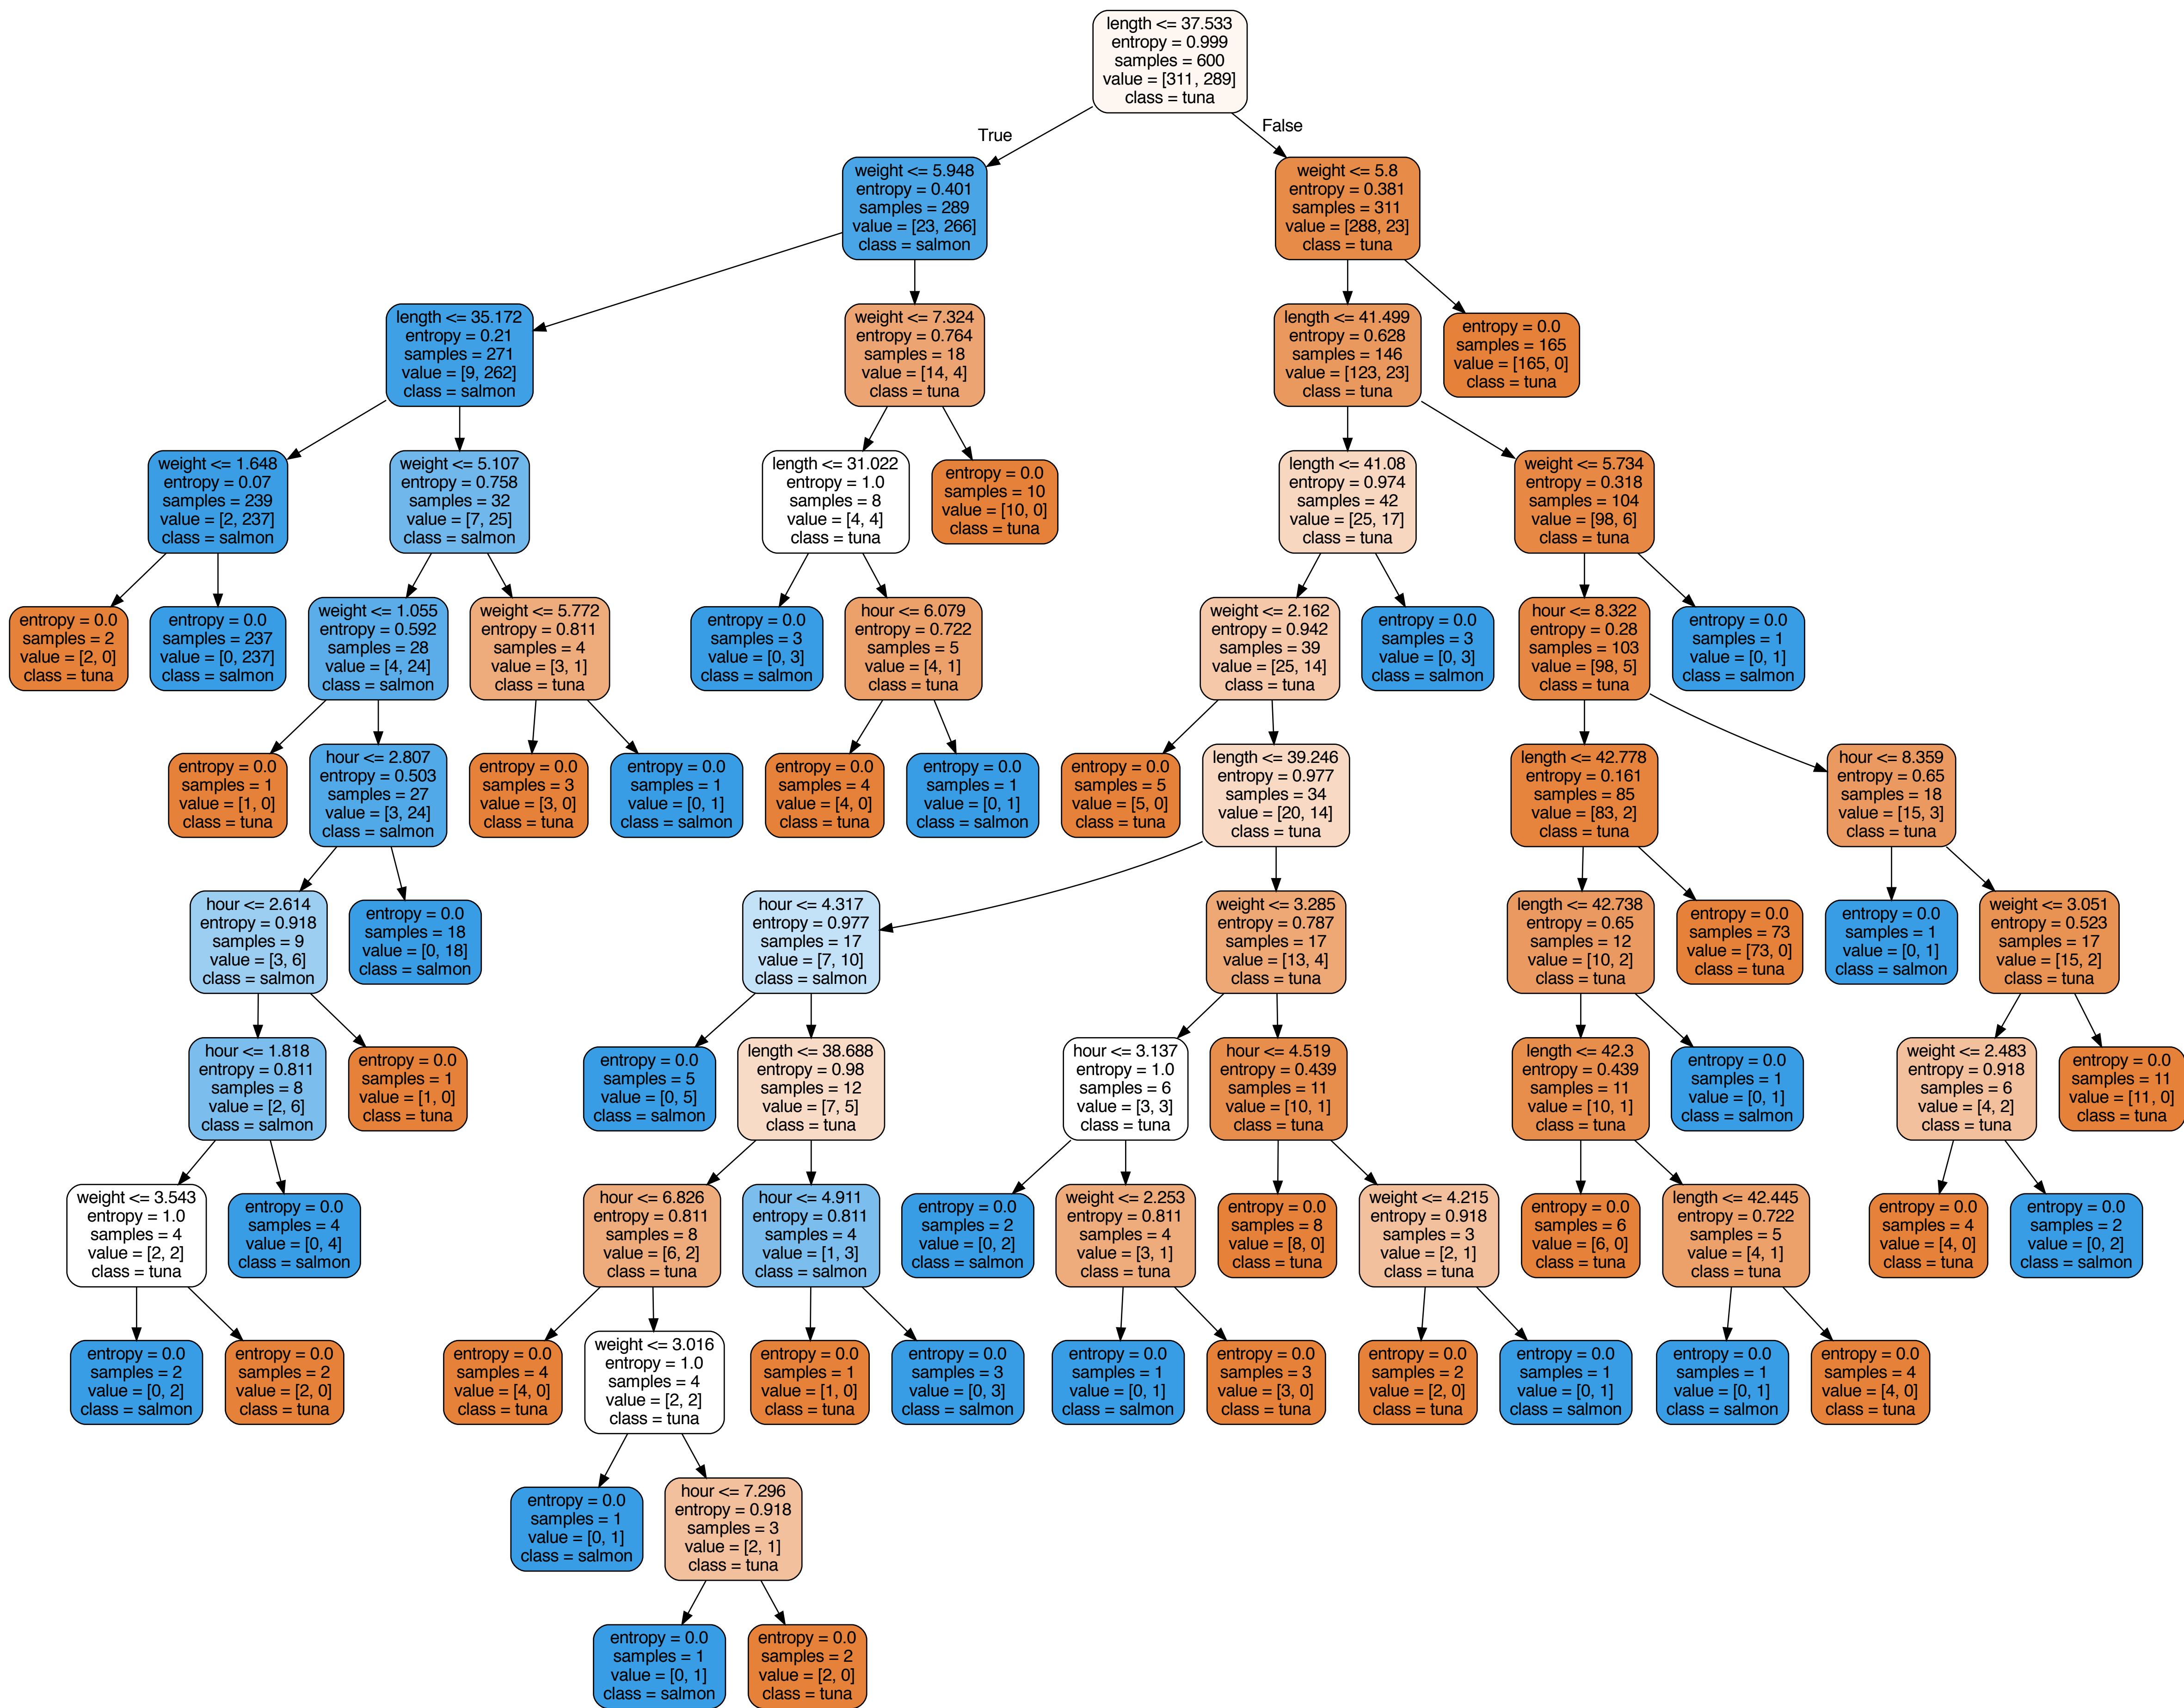 length <= 37.533
entropy = 0.999
samples = 600
value = [311, 289]
class = tuna
True
False
weight <= 5.948
entropy = 0.401
samples = 289
value = [23, 266]
class = salmon
weight <= 5.8
entropy = 0.381
samples = 311
value = [288, 23]
class = tuna
length <= 35.172
entropy = 0.21
samples = 271
value = [9, 262]
class = salmon
weight <= 7.324
entropy = 0.764
samples = 18
value = [14, 4]
class = tuna
length <= 41.499
entropy = 0.628
samples = 146
value = [123, 23]
class = tuna
entropy = 0.0
samples = 165
value = [165, 0]
class = tuna
weight <= 1.648
entropy = 0.07
samples = 239
value = [2, 237]
class = salmon
weight <= 5.107
entropy = 0.758
samples = 32
value = [7, 25]
class = salmon
length <= 31.022
entropy = 1.0
samples = 8
value = [4, 4]
class = tuna
entropy = 0.0
samples = 10
value = [10, 0]
class = tuna
length <= 41.08
entropy = 0.974
samples = 42
value = [25, 17]
class = tuna
weight <= 5.734
entropy = 0.318
samples = 104
value = [98, 6]
class = tuna
entropy = 0.0
samples = 2
value = [2, 0]
class = tuna
entropy = 0.0
samples = 237
value = [0, 237]
class = salmon
weight <= 1.055
entropy = 0.592
samples = 28
value = [4, 24]
class = salmon
weight <= 5.772
entropy = 0.811
samples = 4
value = [3, 1]
class = tuna
entropy = 0.0
samples = 3
value = [0, 3]
class = salmon
hour <= 6.079
entropy = 0.722
samples = 5
value = [4, 1]
class = tuna
weight <= 2.162
entropy = 0.942
samples = 39
value = [25, 14]
class = tuna
entropy = 0.0
samples = 3
value = [0, 3]
class = salmon
hour <= 8.322
entropy = 0.28
samples = 103
value = [98, 5]
class = tuna
entropy = 0.0
samples = 1
value = [0, 1]
class = salmon
entropy = 0.0
samples = 1
value = [1, 0]
class = tuna
hour <= 2.807
entropy = 0.503
samples = 27
value = [3, 24]
class = salmon
entropy = 0.0
samples = 3
value = [3, 0]
class = tuna
entropy = 0.0
samples = 1
value = [0, 1]
class = salmon
entropy = 0.0
samples = 4
value = [4, 0]
class = tuna
entropy = 0.0
samples = 1
value = [0, 1]
class = salmon
entropy = 0.0
samples = 5
value = [5, 0]
class = tuna
length <= 39.246
entropy = 0.977
samples = 34
value = [20, 14]
class = tuna
length <= 42.778
entropy = 0.161
samples = 85
value = [83, 2]
class = tuna
hour <= 8.359
entropy = 0.65
samples = 18
value = [15, 3]
class = tuna
hour <= 2.614
entropy = 0.918
samples = 9
value = [3, 6]
class = salmon
entropy = 0.0
samples = 18
value = [0, 18]
class = salmon
hour <= 4.317
entropy = 0.977
samples = 17
value = [7, 10]
class = salmon
weight <= 3.285
entropy = 0.787
samples = 17
value = [13, 4]
class = tuna
length <= 42.738
entropy = 0.65
samples = 12
value = [10, 2]
class = tuna
entropy = 0.0
samples = 73
value = [73, 0]
class = tuna
entropy = 0.0
samples = 1
value = [0, 1]
class = salmon
weight <= 3.051
entropy = 0.523
samples = 17
value = [15, 2]
class = tuna
hour <= 1.818
entropy = 0.811
samples = 8
value = [2, 6]
class = salmon
entropy = 0.0
samples = 1
value = [1, 0]
class = tuna
entropy = 0.0
samples = 5
value = [0, 5]
class = salmon
length <= 38.688
entropy = 0.98
samples = 12
value = [7, 5]
class = tuna
hour <= 3.137
entropy = 1.0
samples = 6
value = [3, 3]
class = tuna
hour <= 4.519
entropy = 0.439
samples = 11
value = [10, 1]
class = tuna
length <= 42.3
entropy = 0.439
samples = 11
value = [10, 1]
class = tuna
entropy = 0.0
samples = 1
value = [0, 1]
class = salmon
weight <= 2.483
entropy = 0.918
samples = 6
value = [4, 2]
class = tuna
entropy = 0.0
samples = 11
value = [11, 0]
class = tuna
weight <= 3.543
entropy = 1.0
samples = 4
value = [2, 2]
class = tuna
entropy = 0.0
samples = 4
value = [0, 4]
class = salmon
hour <= 6.826
entropy = 0.811
samples = 8
value = [6, 2]
class = tuna
hour <= 4.911
entropy = 0.811
samples = 4
value = [1, 3]
class = salmon
entropy = 0.0
samples = 2
value = [0, 2]
class = salmon
weight <= 2.253
entropy = 0.811
samples = 4
value = [3, 1]
class = tuna
entropy = 0.0
samples = 8
value = [8, 0]
class = tuna
weight <= 4.215
entropy = 0.918
samples = 3
value = [2, 1]
class = tuna
entropy = 0.0
samples = 6
value = [6, 0]
class = tuna
length <= 42.445
entropy = 0.722
samples = 5
value = [4, 1]
class = tuna
entropy = 0.0
samples = 4
value = [4, 0]
class = tuna
entropy = 0.0
samples = 2
value = [0, 2]
class = salmon
entropy = 0.0
samples = 2
value = [0, 2]
class = salmon
entropy = 0.0
samples = 2
value = [2, 0]
class = tuna
entropy = 0.0
samples = 4
value = [4, 0]
class = tuna
weight <= 3.016
entropy = 1.0
samples = 4
value = [2, 2]
class = tuna
entropy = 0.0
samples = 1
value = [1, 0]
class = tuna
entropy = 0.0
samples = 3
value = [0, 3]
class = salmon
entropy = 0.0
samples = 1
value = [0, 1]
class = salmon
entropy = 0.0
samples = 3
value = [3, 0]
class = tuna
entropy = 0.0
samples = 2
value = [2, 0]
class = tuna
entropy = 0.0
samples = 1
value = [0, 1]
class = salmon
entropy = 0.0
samples = 1
value = [0, 1]
class = salmon
entropy = 0.0
samples = 4
value = [4, 0]
class = tuna
entropy = 0.0
samples = 1
value = [0, 1]
class = salmon
hour <= 7.296
entropy = 0.918
samples = 3
value = [2, 1]
class = tuna
entropy = 0.0
samples = 1
value = [0, 1]
class = salmon
entropy = 0.0
samples = 2
value = [2, 0]
class = tuna